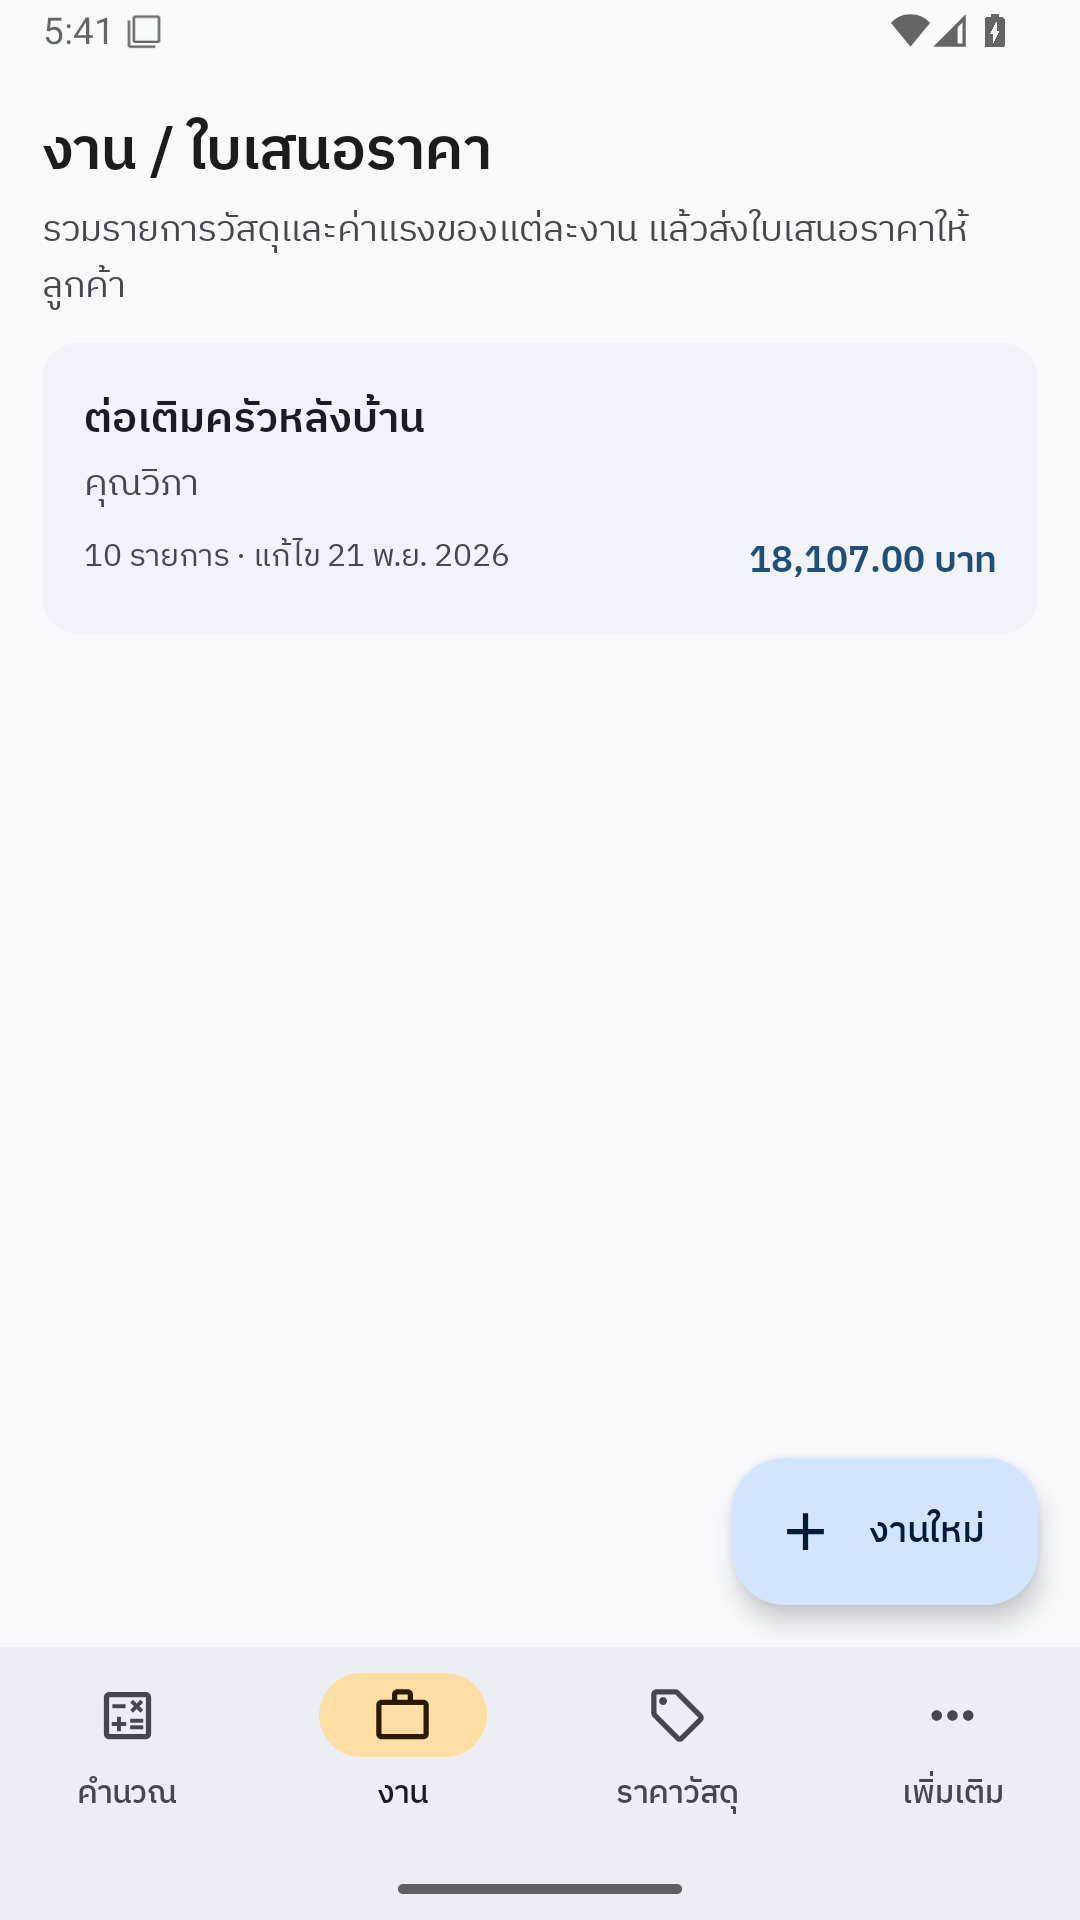 5:41
งาน / ใบเสนอราคา
รวมรายการวัสดุและค่าแรงของแต่ละงาน แล้วส่งใบเสนอราคาให้
ลูกค้า
ต่อเติมครัวหลังบ้าน
คุณวิภา
10 รายการ · แก้ไข 21 พ.ย. 2026
18,107.00 บาท
งานใหม่
คำนวณ
งาน
ราคาวัสดุ
เพิ่มเติม